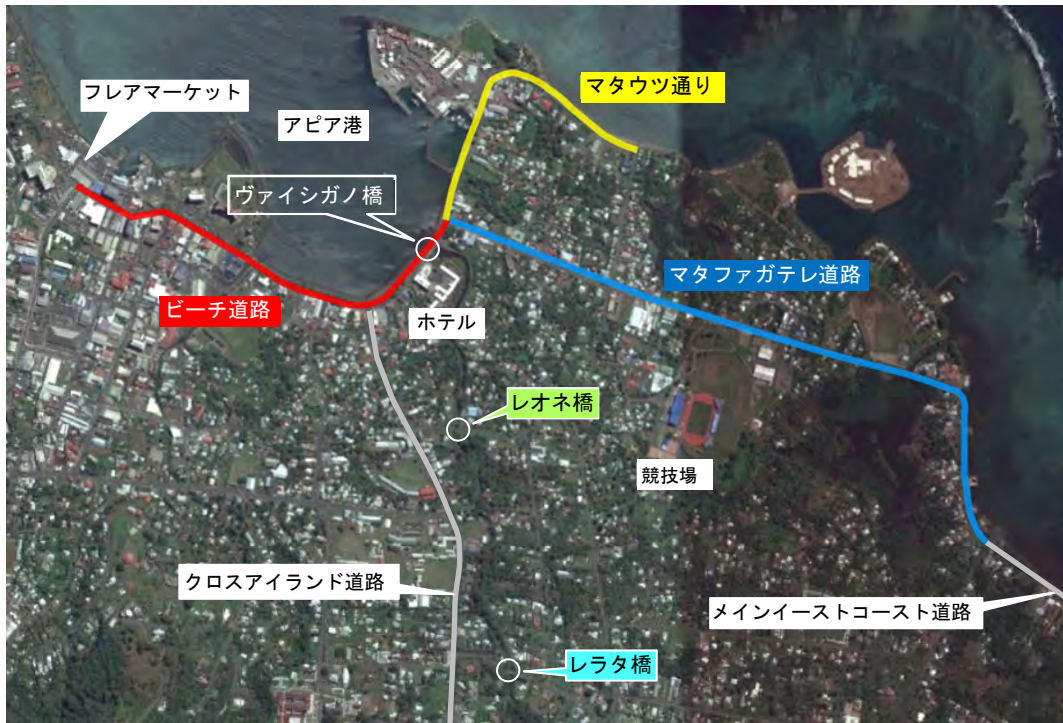 マタウツ通り
フレアマーケット
アピア港
ヴァイシガノ橋
マタファガテレ道路
ビーチ道路
ホテル
レオネ橋
競技場
クロスアイランド道路
メインイーストコースト道路
レラタ橋